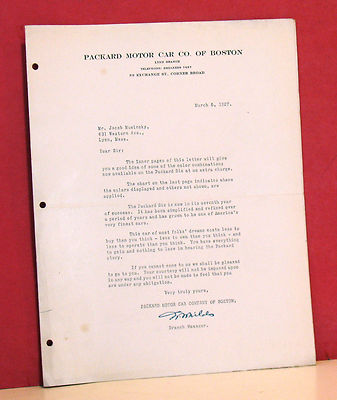 PACKARD MOTOR CAR CO. OF BOSTON
LYNN BRANCH
TELEPHONE: BREAKERS
EXCHANGE ST., CORNER BROAD
March 5, 1927.
Mr. Jacob
431 Western Ave.,
Lynn, Mass.
Dear Sir:
The inner pages of this letter will give
you a good idea of some of the color combinations
now available on the Packard Six at no extra charge.
The chart on the last page indicates where
the colors displayed and others not shown, are
applied.
The Packard Six is now in its seventh year
of success. It has been simplified and refined over
a period of years and has grown to be one of America's
very finest cars.
This car of most folks' dreams costs less to
buy than you think - less to own than you think - and
less to operate than you think. You have everything
to gain and nothing to lose in hearing the Packard
story.
If you cannot come to us we shall be pleased
to go to you. Your courtesy will not be imposed upon
in any way and you will not be made to feel that you
are under any obligation.
Very truly yours,
PACKARD MOTOR CAR COMPANY OF BOSTON,
Branch Manager.